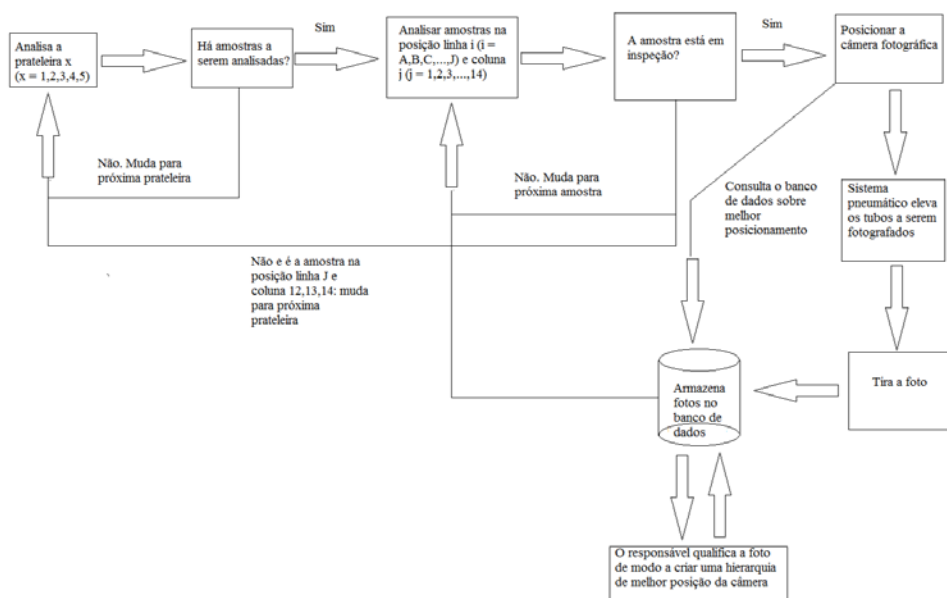 Analisa a
prateleira x
(x = 1,2,3,4,5)
Há amostras a
serem analisadas?
Sim
Analisar amostras na
posição linha i (i =
A,B,C,...,J) e coluna
j (j = 1,2,3,...,14)
A amostra está em
inspeção?
Sim
Posicionar a
câmera fotográfica
Não. Muda para
próxima prateleira
Não. Muda para
próxima amostra
Consulta o banco
de dados sobre
melhor
posicionamento
Sistema
pneumático eleva
os tubos a serem
fotografados
Não e é a amostra na
posição linha J e
coluna 12,13,14: muda
para próxima
prateleira
Tira a foto
Armazena
fotos no
banco de
dados
O responsável qualifica a foto
de modo a criar uma hierarquia
de melhor posição da câmera